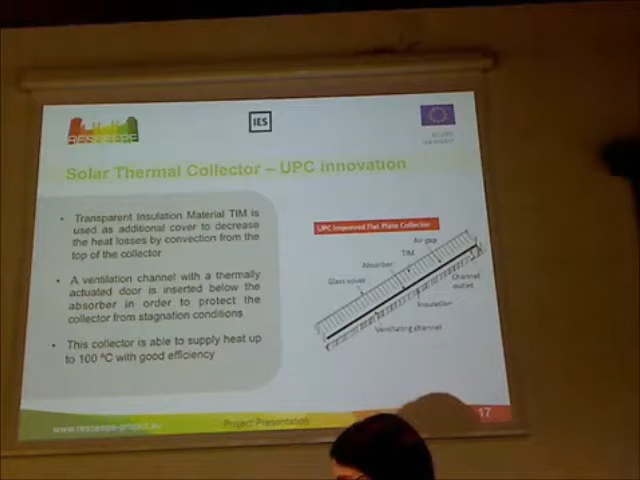 RESSEEPE
IES
Solar Thermal Collector – UPC innovation
• Transparent Insulation Material TIM is
used as additional cover to decrease
the heat losses by convection from the
top of the collector
• A ventilation channel with a thermally
actuated door is inserted below the
absorber in order to protect the
collector from stagnation conditions
• This collector is able to supply heat up
to 100 ºC with good efficiency
UPC Improved Flat Plate Collector
Air gap
TIM
Absorber
Glass cover
Channel
outlet
Insulation
Ventilating channel
www.resseepe-project.eu
Project Presentation
17